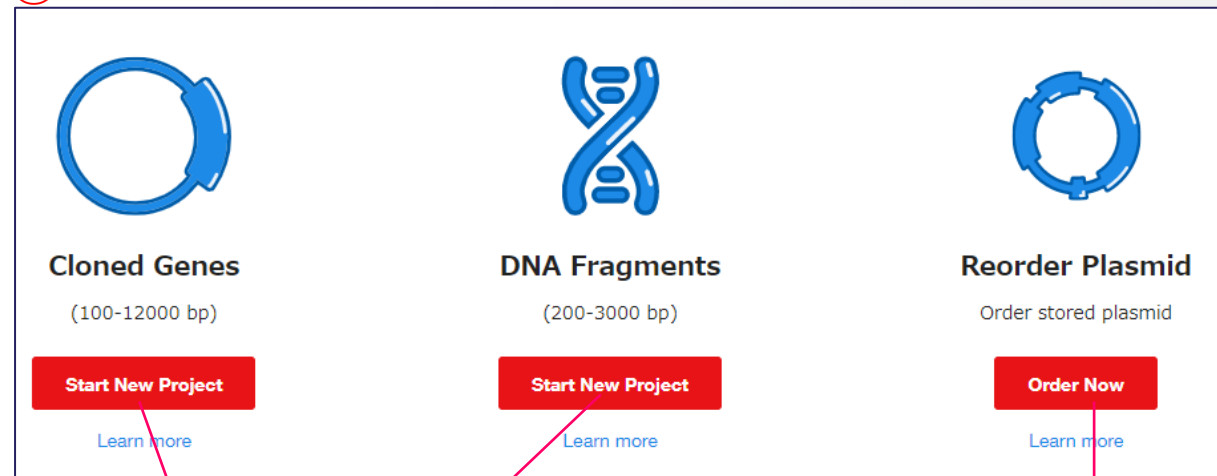 Cloned Genes
(100-12000 bp)
Start New Project
Learn more
DNA Fragments
(200-3000 bp)
Start New Project
Learn more
Reorder Plasmid
Order stored plasmid
Order Now
Learn more